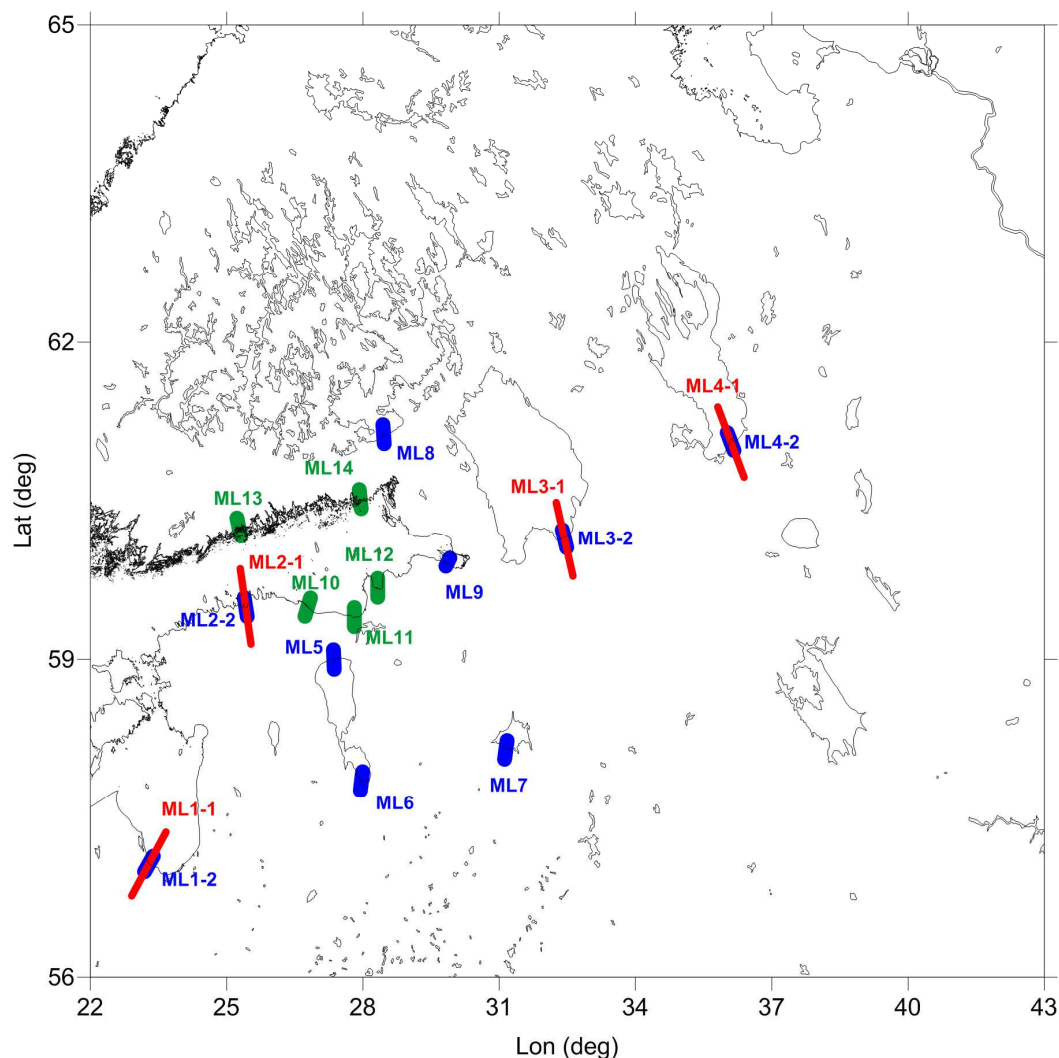 65
62
59
56
Lat (deg)
ML4-1
ML4-2
ML8
ML14
ML13
ML3-1
ML3-2
ML12
ML2-1
ML10
ML9
ML2-2
ML11
ML5
ML7
ML6
ML1-1
ML1-2
22 25 28 31 34 37 40 43
Lon (deg)